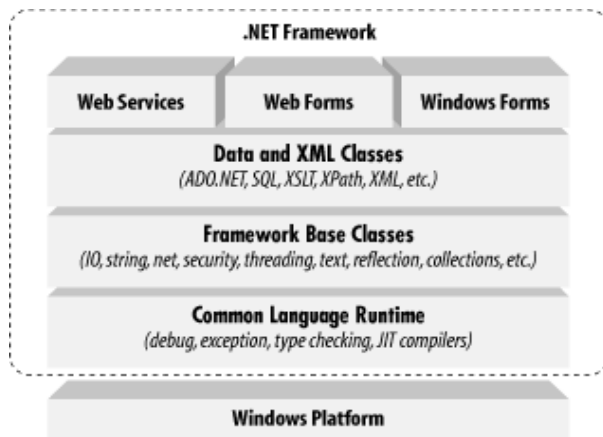 .NET Framework
Web Services Web Forms Windows Forms
Data and XML Classes
(ADO.NET, SQL, XSLT, XPath, XML, etc.)
Framework Base Classes
(IO, string, net, security, threading, text, reflection, collections, etc.)
Common Language Runtime
(debug, exception, type checking, JIT compilers)
Windows Platform